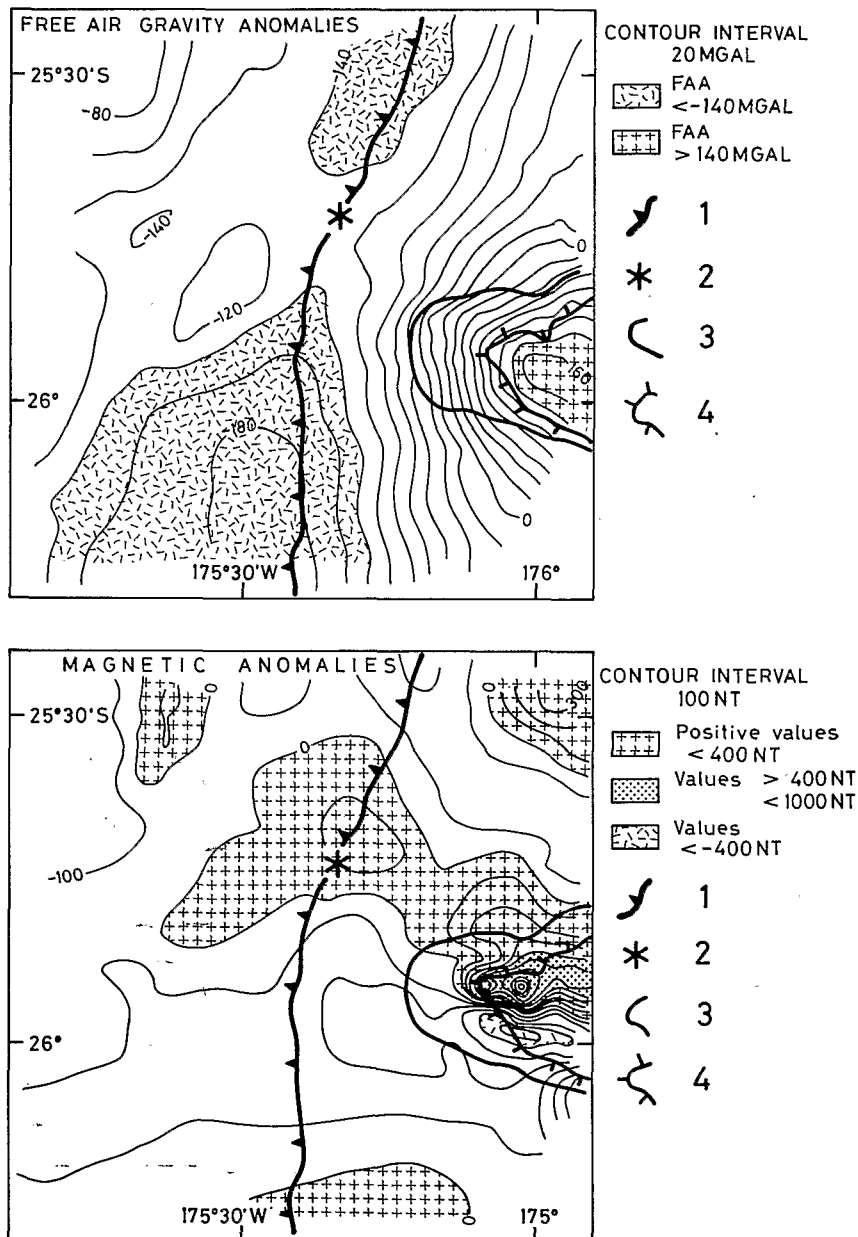 FREE AIR GRAVITY ANOMALIES
25°30'S
-80
140
-140
-120
0
160
26°
180
0
175°30'W
176°
CONTOUR INTERVAL
20 MGAL
FAA
<-140 MGAL
FAA
> 140 MGAL
1
2
3
4
MAGNETIC ANOMALIES
25°30'S
0
0
300
0
-100
26°
175°30'W
0
175°
CONTOUR INTERVAL
100 NT
Positive values
< 400 NT
Values > 400 NT
< 1000 NT
Values
<-400 NT
1
2
3
4